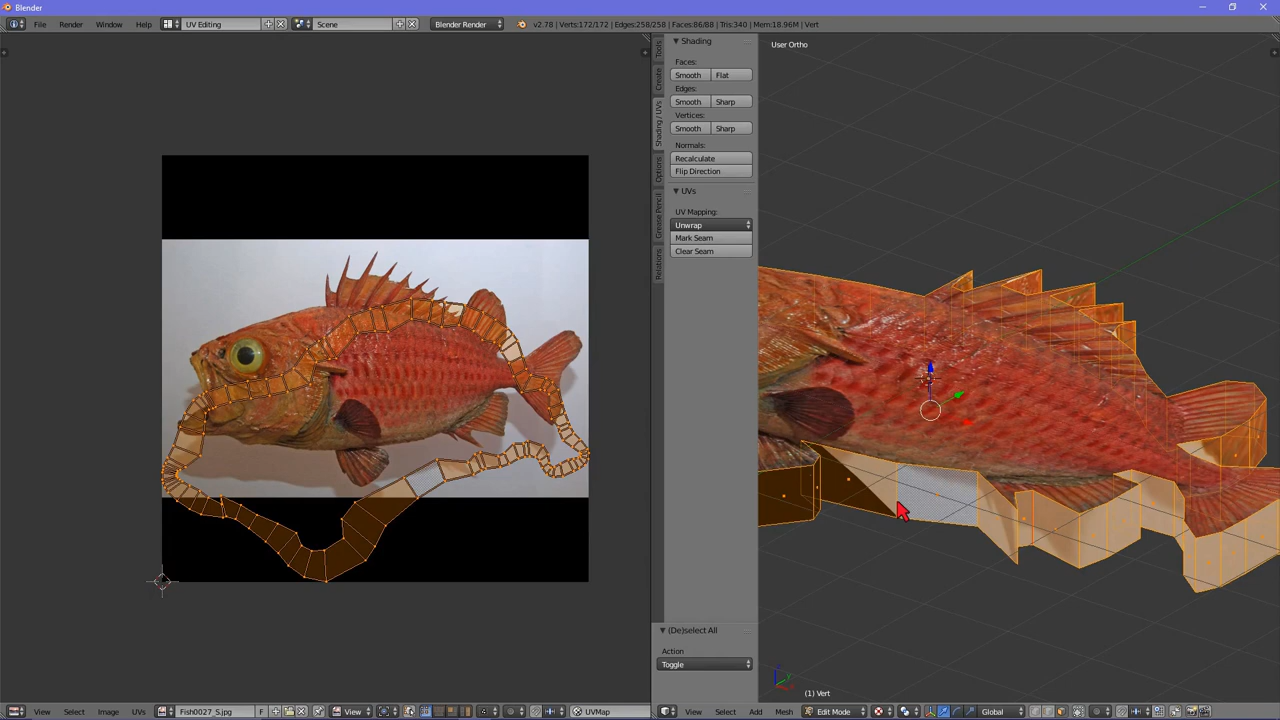 Blender
File Render Window Help UV Editing Scene Blender Render v2.78 | Verts:172/172 | Edges:258/258 | Faces:86/88 | Tris:340 | Mem:18.96M | Vert
Tools
Create
Shading / UVs
Options
Grease Pencil
Relations
Shading
Faces:
Smooth Flat
Edges:
Smooth Sharp
Vertices:
Smooth Sharp
Normals:
Recalculate
Flip Direction
UVs
UV Mapping:
Unwrap
Mark Seam
Clear Seam
(De)select All
Action
Toggle
User Ortho
(1) Vert
View Select Image UVs Fish0027_S.jpg F View UVMap
View Select Add Mesh Edit Mode Global